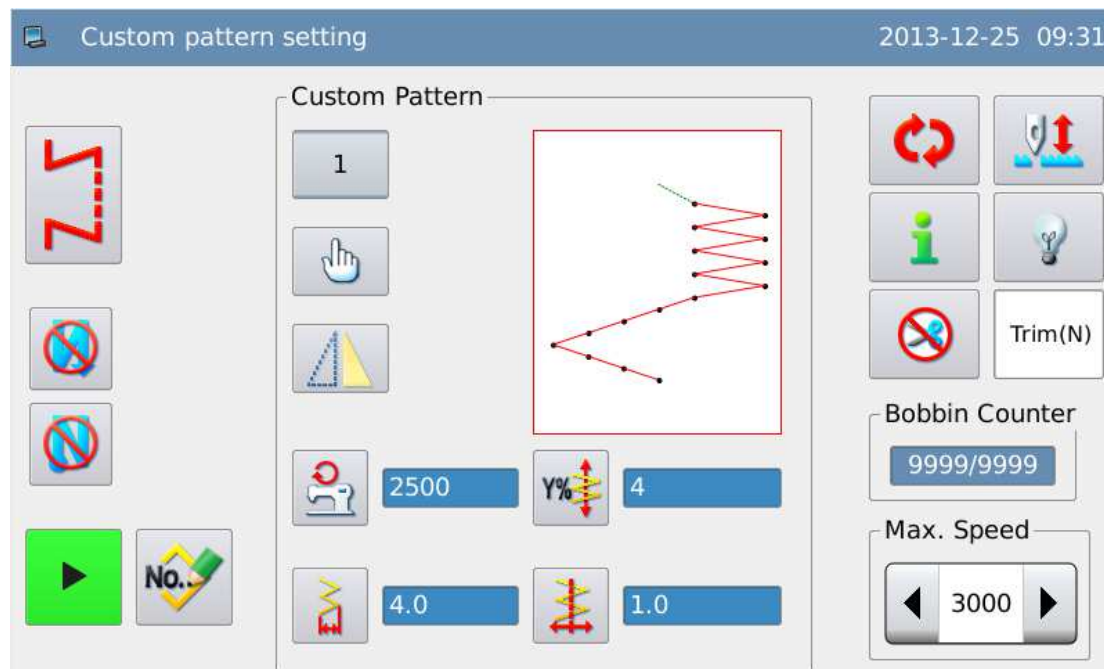 Custom pattern setting
2013-12-25 09:31
Custom Pattern
1
Trim(N)
Bobbin Counter
9999/9999
2500
Y%
4
Max. Speed
No..
3000
4.0
1.0